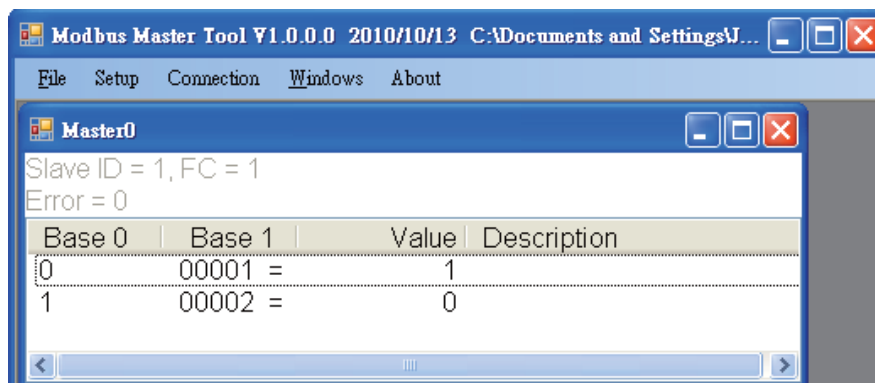 Modbus Master Tool V1.0.0.0 2010/10/13 C:\Documents and Settings\J...
File Setup Connection Windows About
Master0
Slave ID = 1, FC = 1
Error = 0
Base 0 Base 1 Value Description
0 00001 = 1
1 00002 = 0